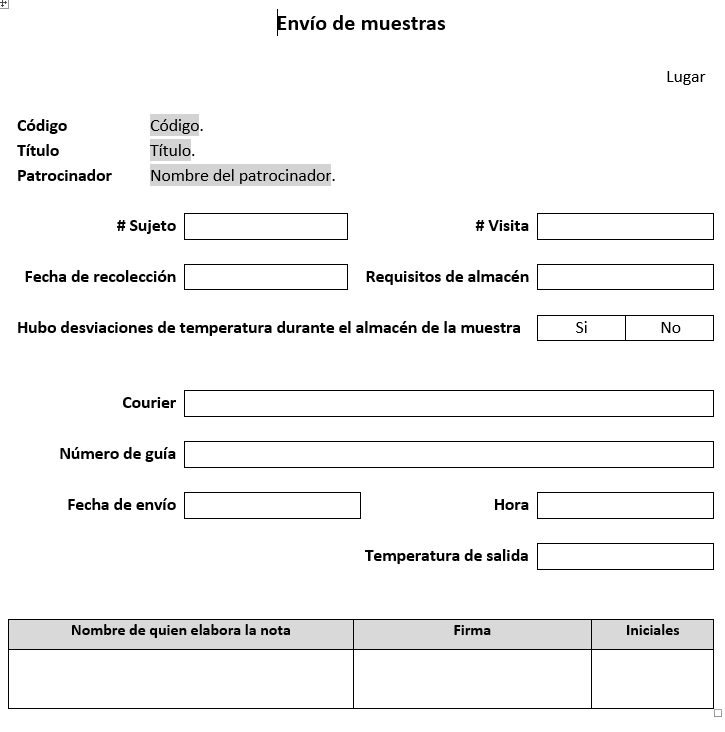 Envío de muestras
Lugar
Código Código.
Título Título.
Patrocinador Nombre del patrocinador.
# Sujeto # Visita
Fecha de recolección Requisitos de almacén
Hubo desviaciones de temperatura durante el almacén de la muestra Si No
Courier
Número de guía
Fecha de envío Hora
Temperatura de salida
Nombre de quien elabora la nota Firma Iniciales